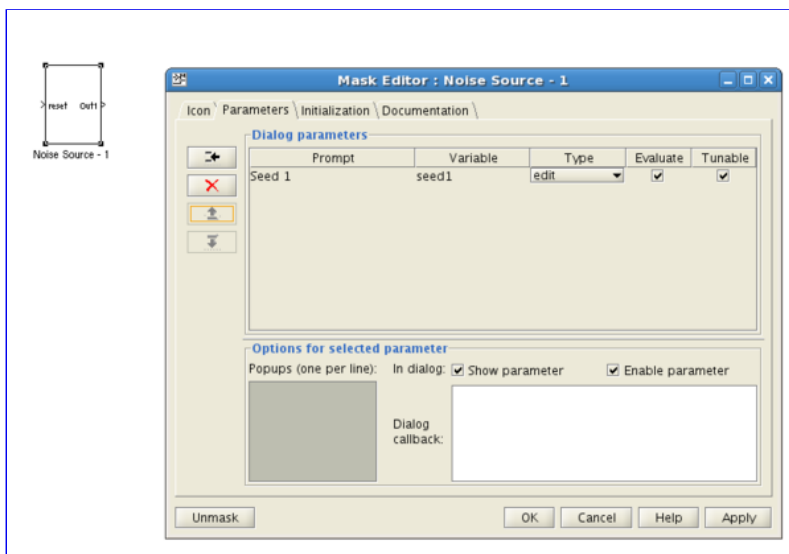 Mask Editor : Noise Source - 1
reset Out1
Noise Source - 1
Icon Parameters Initialization Documentation
Dialog parameters
Prompt Variable Type Evaluate Tunable
Seed 1 seed1 edit
Options for selected parameter
Popups (one per line): In dialog: Show parameter Enable parameter
Dialog
callback:
Unmask OK Cancel Help Apply